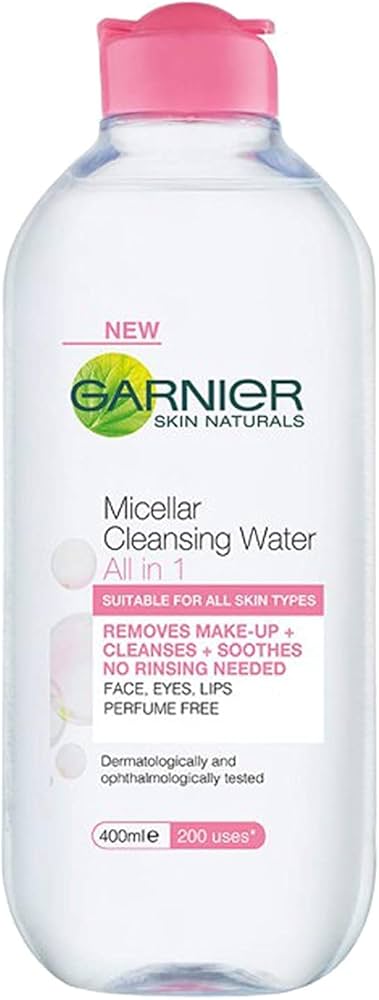 NEW
GARNIER
SKIN NATURALS
Micellar
Cleansing Water
All in 1
SUITABLE FOR ALL SKIN TYPES
REMOVES MAKE-UP +
CLEANSES + SOOTHES
NO RINSING NEEDED
FACE, EYES, LIPS
PERFUME FREE
Dermatologically and
ophthalmologically tested
400ml℮ 200 uses*